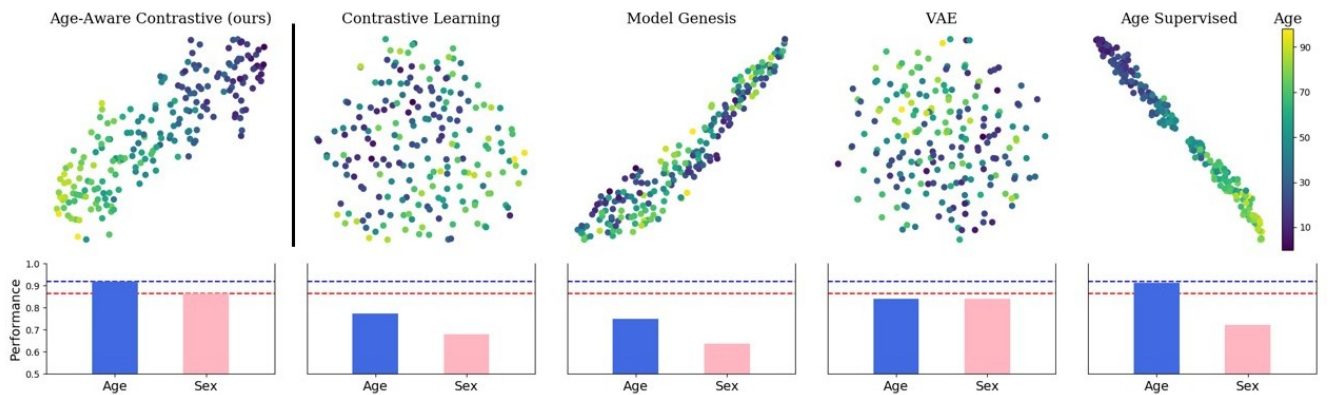 Age-Aware Contrastive (ours)
Contrastive Learning
Model Genesis
VAE
Age Supervised
Age
90
70
50
30
10
Performance
1.0
0.9
0.8
0.7
0.6
0.5
Age Sex
Age Sex
Age Sex
Age Sex
Age Sex